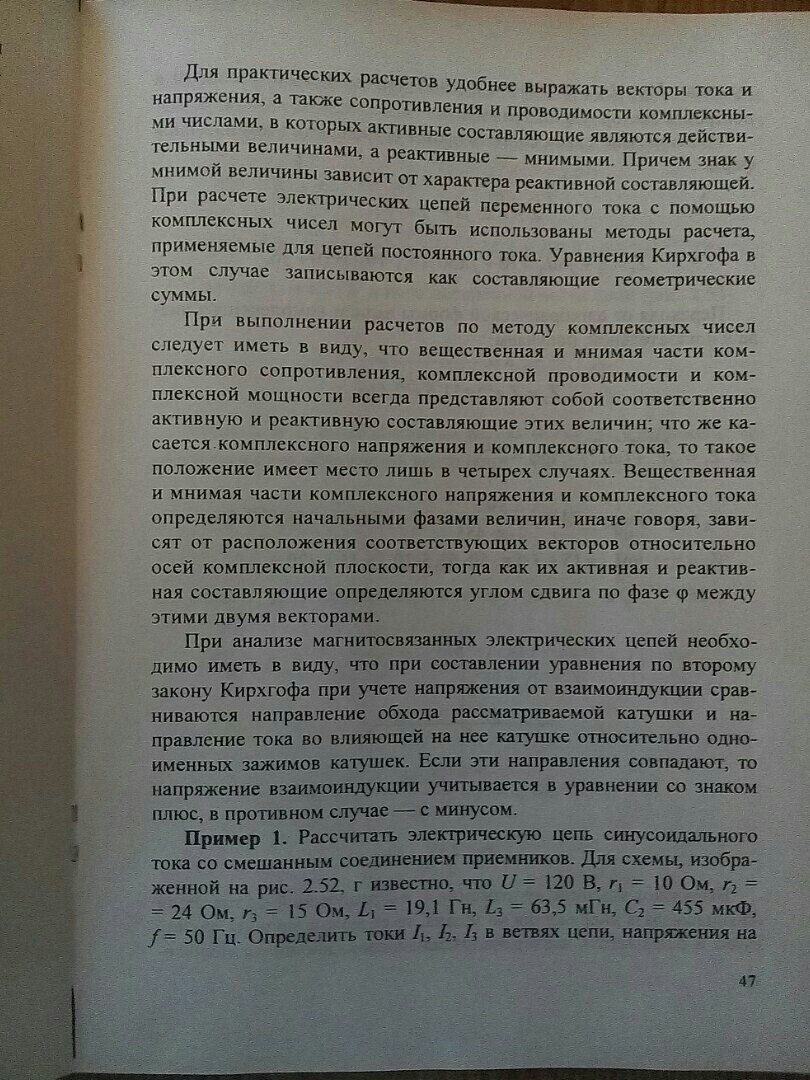 Для практических расчетов удобнее выражать векторы тока и
напряжения, а также сопротивления и проводимости комплексны-
ми числами, в которых активные составляющие являются действи-
тельными величинами, а реактивные — мнимыми. Причем знак у
мнимой величины зависит от характера реактивной составляющей.
При расчете электрических цепей переменного тока с помощью
комплексных чисел могут быть использованы методы расчета,
применяемые для цепей постоянного тока. Уравнения Кирхгофа в
этом случае записываются как составляющие геометрические
суммы.
При выполнении расчетов по методу комплексных чисел
следует иметь в виду, что вещественная и мнимая части ком-
плексного сопротивления, комплексной проводимости и ком-
плексной мощности всегда представляют собой соответственно
активную и реактивную составляющие этих величин; что же ка-
сается комплексного напряжения и комплексного тока, то такое
положение имеет место лишь в четырех случаях. Вещественная
и мнимая части комплексного напряжения и комплексного тока
определяются начальными фазами величин, иначе говоря, зави-
сят от расположения соответствующих векторов относительно
осей комплексной плоскости, тогда как их активная и реактив-
ная составляющие определяются углом сдвига по фазе φ между
этими двумя векторами.
При анализе магнитосвязанных электрических цепей необхо-
димо иметь в виду, что при составлении уравнения по второму
закону Кирхгофа при учете напряжения от взаимоиндукции срав-
ниваются направление обхода рассматриваемой катушки и на-
правление тока во влияющей на нее катушке относительно одно-
именных зажимов катушек. Если эти направления совпадают, то
напряжение взаимоиндукции учитывается в уравнении со знаком
плюс, в противном случае — с минусом.
Пример 1. Рассчитать электрическую цепь синусоидального
тока со смешанным соединением приемников. Для схемы, изобра-
женной на рис. 2.52, г известно, что U = 120 В, r₁ = 10 Ом, r₂ =
= 24 Ом, r₃ = 15 Ом, L₁ = 19,1 Гн, L₃ = 63,5 мГн, C₂ = 455 мкФ,
f = 50 Гц. Определить токи I₁, I₂, I₃ в ветвях цепи, напряжения на
47